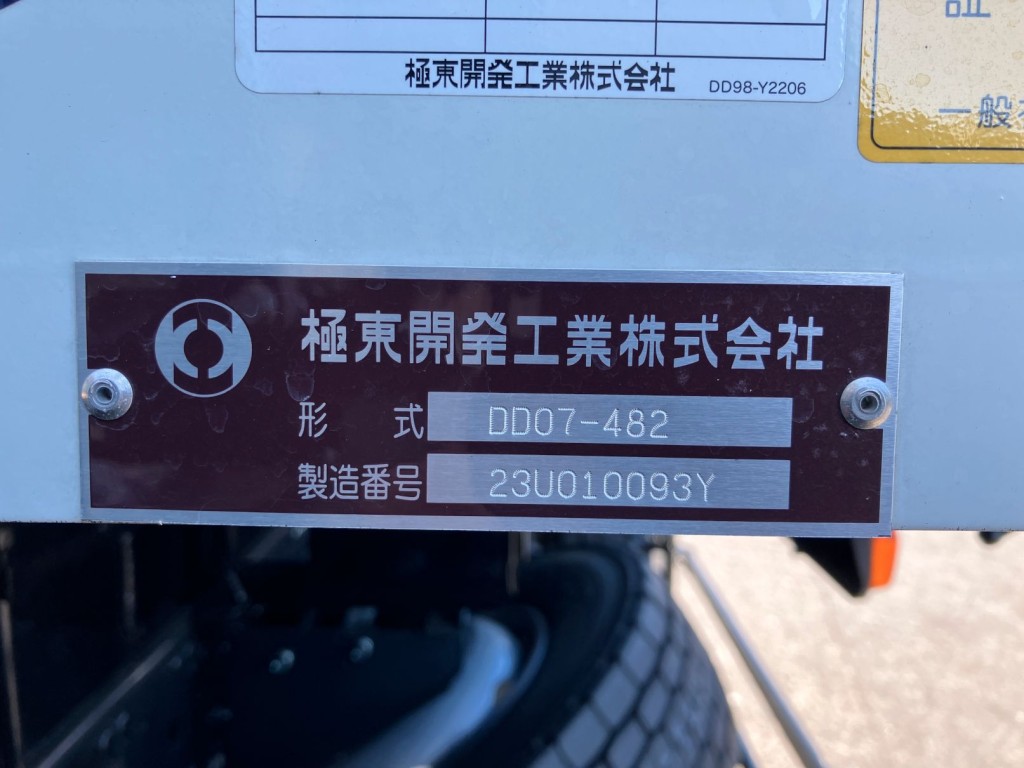 極東開発工業株式会社 DD98-Y2206
証
一般
極東開発工業株式会社
形 式 DD07-482
製造番号 23U010093Y